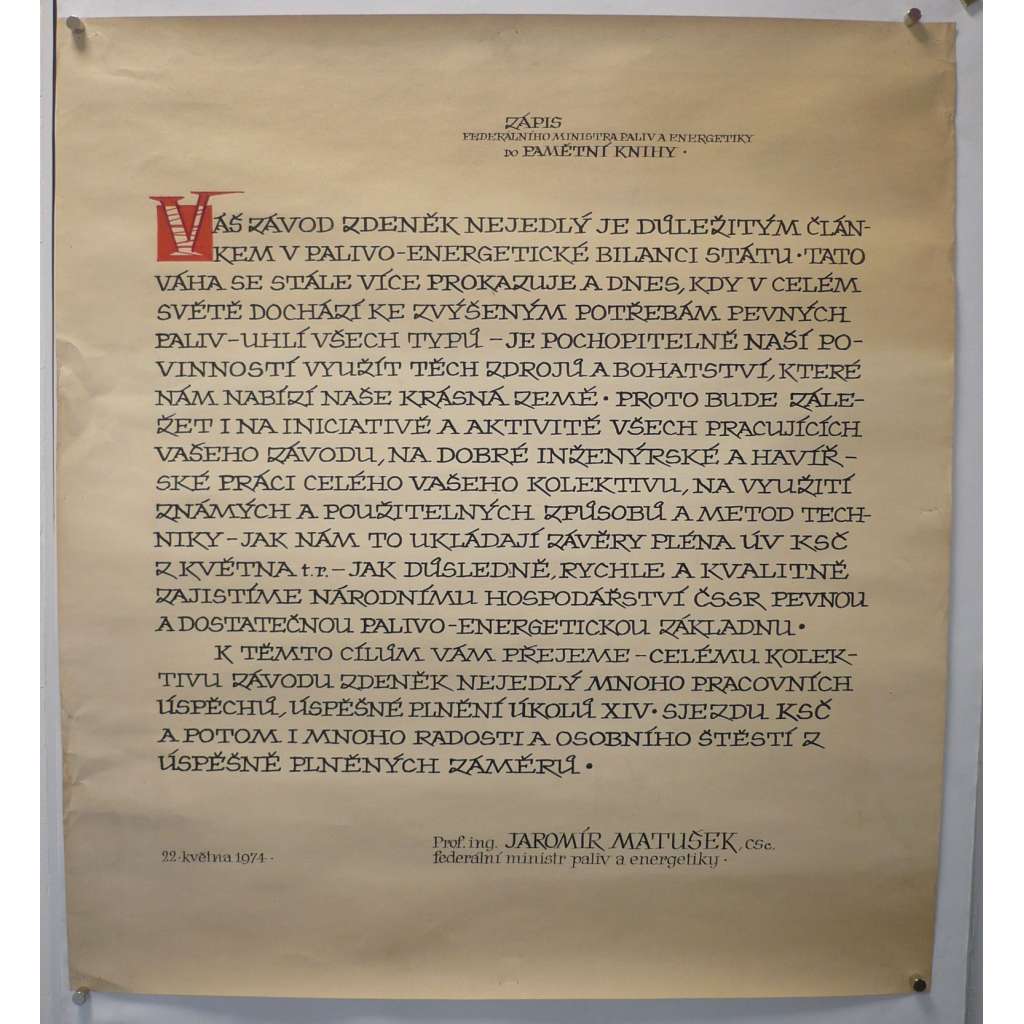 ZÁPIS
FEDERÁLNÍHO MINISTRA PALIV A ENERGETIKY
DO PAMĚTNÍ KNIHY •
VÁŠ ZÁVOD ZDENĚK NEJEDLÝ JE DŮLEŽITÝM ČLÁN-
KEM V PALIVO-ENERGETICKÉ BILANCI STÁTU • TATO
VÁHA SE STÁLE VÍCE PROKAZUJE A DNES, KDY V CELÉM
SVĚTĚ DOCHÁZÍ KE ZVÝŠENÝM POTŘEBÁM PEVNÝCH
PALIV – UHLÍ VŠECH TYPŮ – JE POCHOPITELNĚ NAŠÍ PO-
VINNOSTÍ VYUŽÍT TĚCH ZDROJŮ A BOHATSTVÍ, KTERÉ
NÁM NABÍZÍ NAŠE KRÁSNÁ ZEMĚ • PROTO BUDE ZÁLE-
ŽET I NA INICIATIVĚ A AKTIVITĚ VŠECH PRACUJÍCÍCH
VAŠEHO ZÁVODU, NA DOBRÉ INŽENÝRSKÉ A HAVÍŘ-
SKÉ PRÁCI CELÉHO VAŠEHO KOLEKTIVU, NA VYUŽITÍ
ZNÁMÝCH A POUŽITELNÝCH ZPŮSOBŮ A METOD TECH-
NIKY – JAK NÁM TO UKLÁDAJÍ ZÁVĚRY PLÉNA ÚV KSČ
Z KVĚTNA t.r. – JAK DŮSLEDNĚ, RYCHLE A KVALITNĚ
ZAJISTÍME NÁRODNÍMU HOSPODÁŘSTVÍ ČSSR PEVNOU
A DOSTATEČNOU PALIVO-ENERGETICKOU ZÁKLADNU •
K TĚMTO CÍLŮM VÁM PŘEJEME – CELÉMU KOLEK-
TIVU ZÁVODU ZDENĚK NEJEDLÝ MNOHO PRACOVNÍCH
ÚSPĚCHŮ, ÚSPĚŠNÉ PLNĚNÍ ÚKOLŮ XIV • SJEZDU KSČ
A POTOM I MNOHO RADOSTI A OSOBNÍHO ŠTĚSTÍ Z
ÚSPĚŠNĚ PLNĚNÝCH ZÁMĚRŮ •
Prof. ing. JAROMÍR MATUŠEK, CSc.
22 • května 1974 •
federální ministr paliv a energetiky •